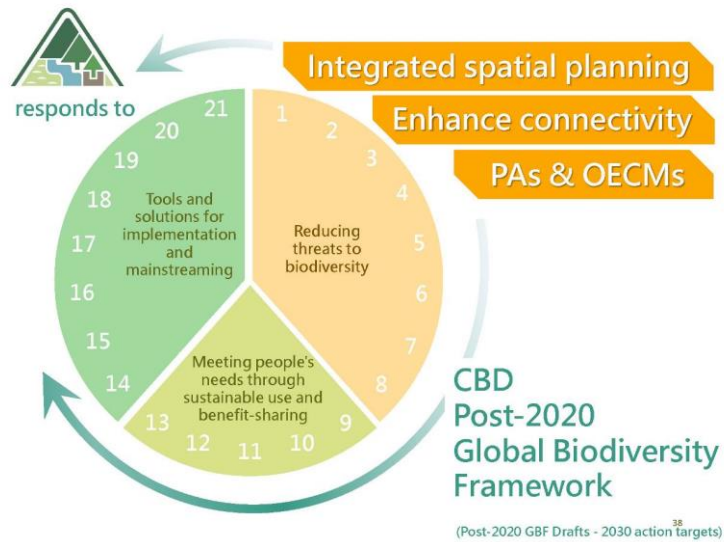 Integrated spatial planning
Enhance connectivity
PAs & OECMs
responds to
1
2
3
4
5
6
7
8
Reducing
threats to
biodiversity
9
10
11
12
13
Meeting people's
needs through
sustainable use and
benefit-sharing
14
15
16
17
18
19
20
21
Tools and
solutions for
implementation
and
mainstreaming
CBD
Post-2020
Global Biodiversity
Framework
38
(Post-2020 GBF Drafts - 2030 action targets)